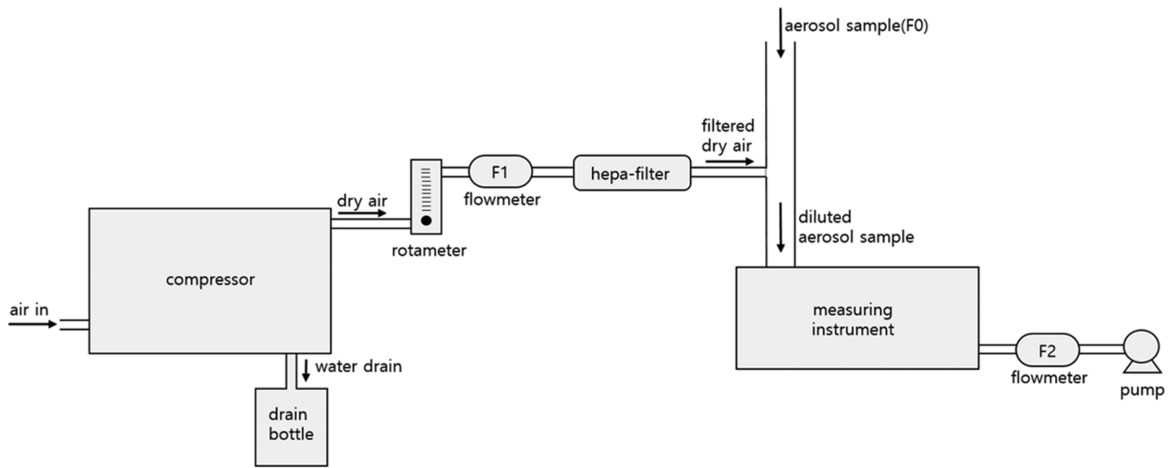 aerosol sample(F0)
filtered
dry air
F1
hepa-filter
flowmeter
dry air
rotameter
diluted
aerosol sample
compressor
air in
measuring
instrument
water drain
F2
flowmeter
pump
drain
bottle